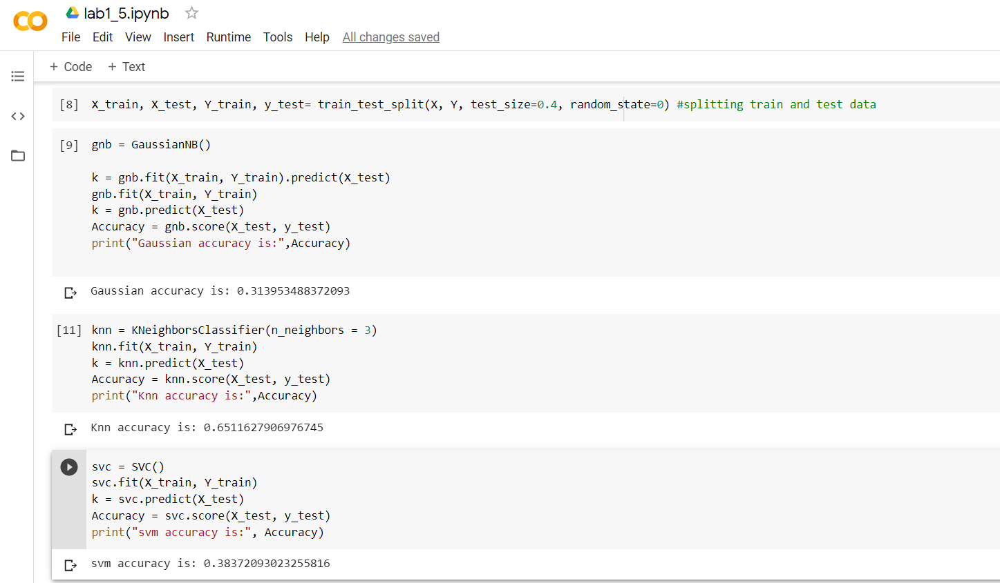 lab1_5.ipynb
File Edit View Insert Runtime Tools Help All changes saved
+ Code + Text
[8] X_train, X_test, Y_train, y_test= train_test_split(X, Y, test_size=0.4, random_state=0) #splitting train and test data
[9] gnb = GaussianNB()
k = gnb.fit(X_train, Y_train).predict(X_test)
gnb.fit(X_train, Y_train)
k = gnb.predict(X_test)
Accuracy = gnb.score(X_test, y_test)
print("Gaussian accuracy is:",Accuracy)
Gaussian accuracy is: 0.313953488372093
[11] knn = KNeighborsClassifier(n_neighbors = 3)
knn.fit(X_train, Y_train)
k = knn.predict(X_test)
Accuracy = knn.score(X_test, y_test)
print("Knn accuracy is:",Accuracy)
Knn accuracy is: 0.6511627906976745
svc = SVC()
svc.fit(X_train, Y_train)
k = svc.predict(X_test)
Accuracy = svc.score(X_test, y_test)
print("svm accuracy is:", Accuracy)
svm accuracy is: 0.38372093023255816